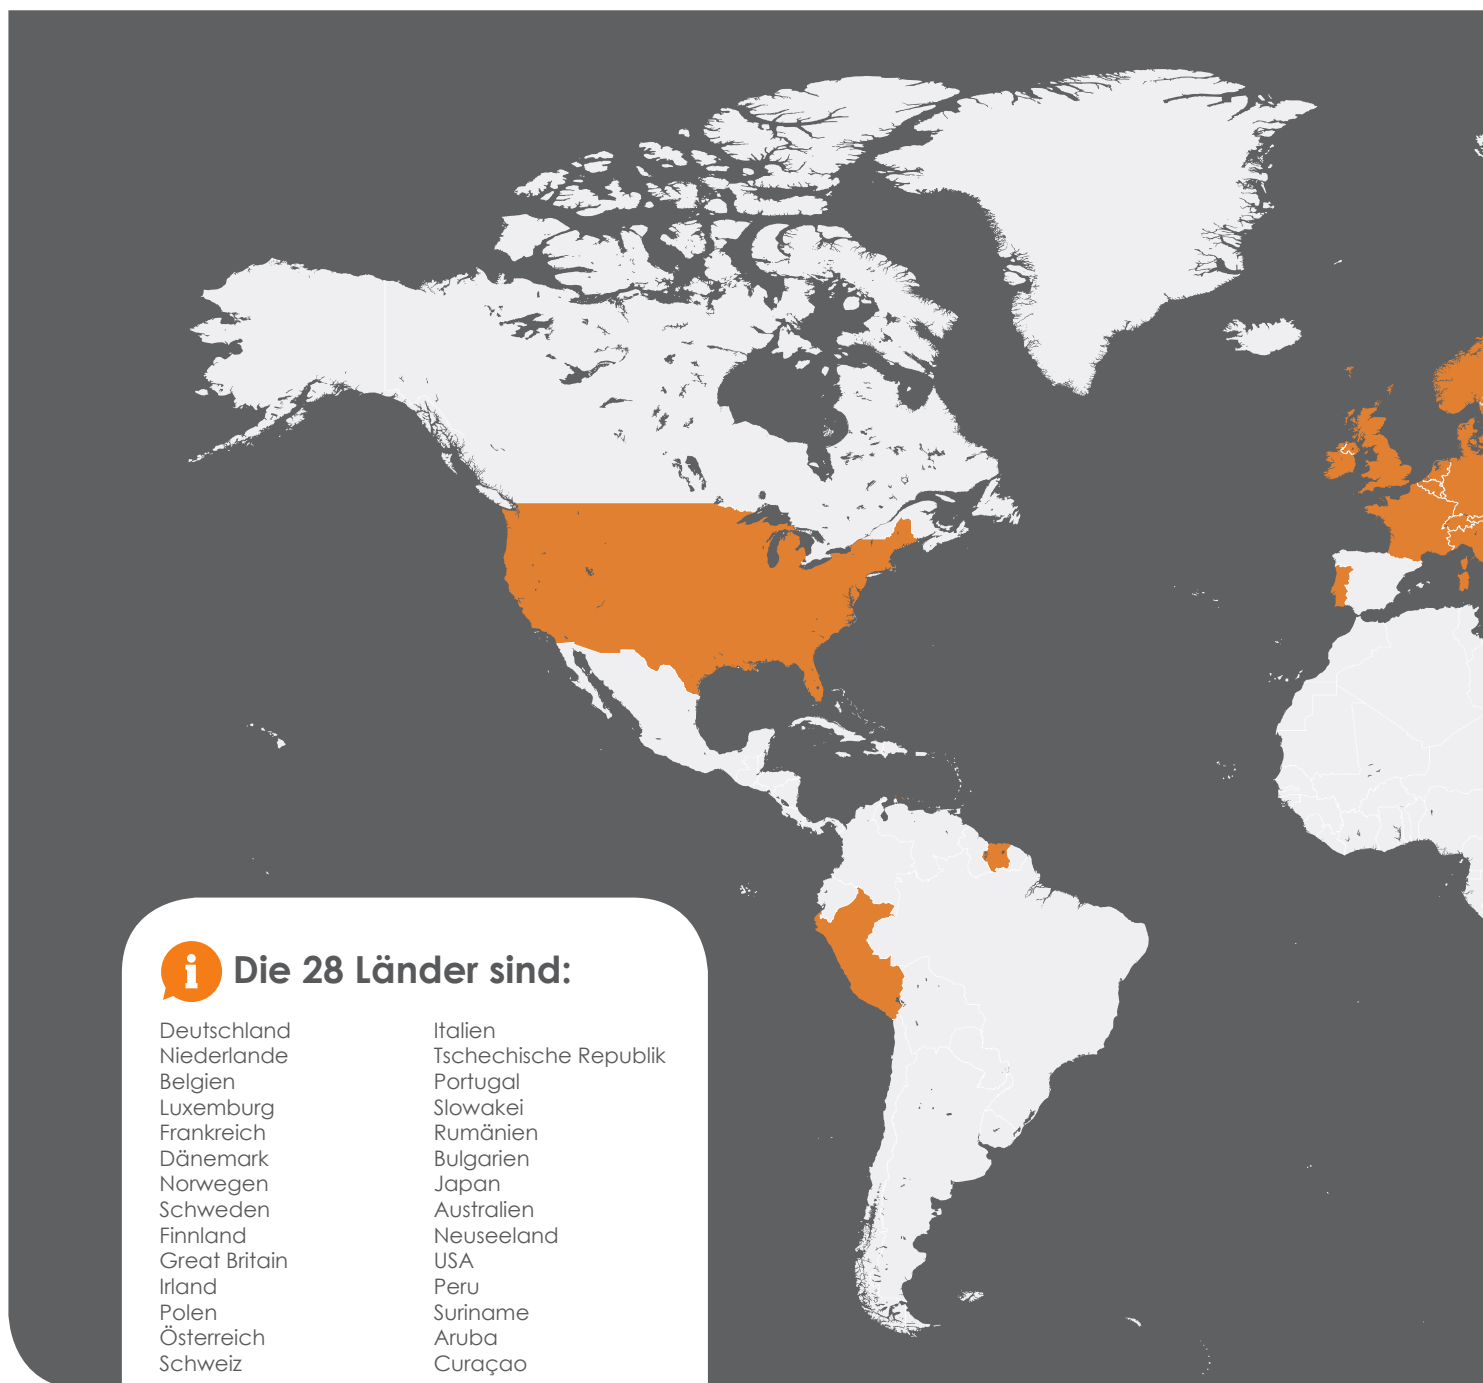 Die 28 Länder sind:
Deutschland
Niederlande
Belgien
Luxemburg
Frankreich
Dänemark
Norwegen
Schweden
Finnland
Great Britain
Irland
Polen
Österreich
Schweiz
Italien
Tschechische Republik
Portugal
Slowakei
Rumänien
Bulgarien
Japan
Australien
Neuseeland
USA
Peru
Suriname
Aruba
Curaçao